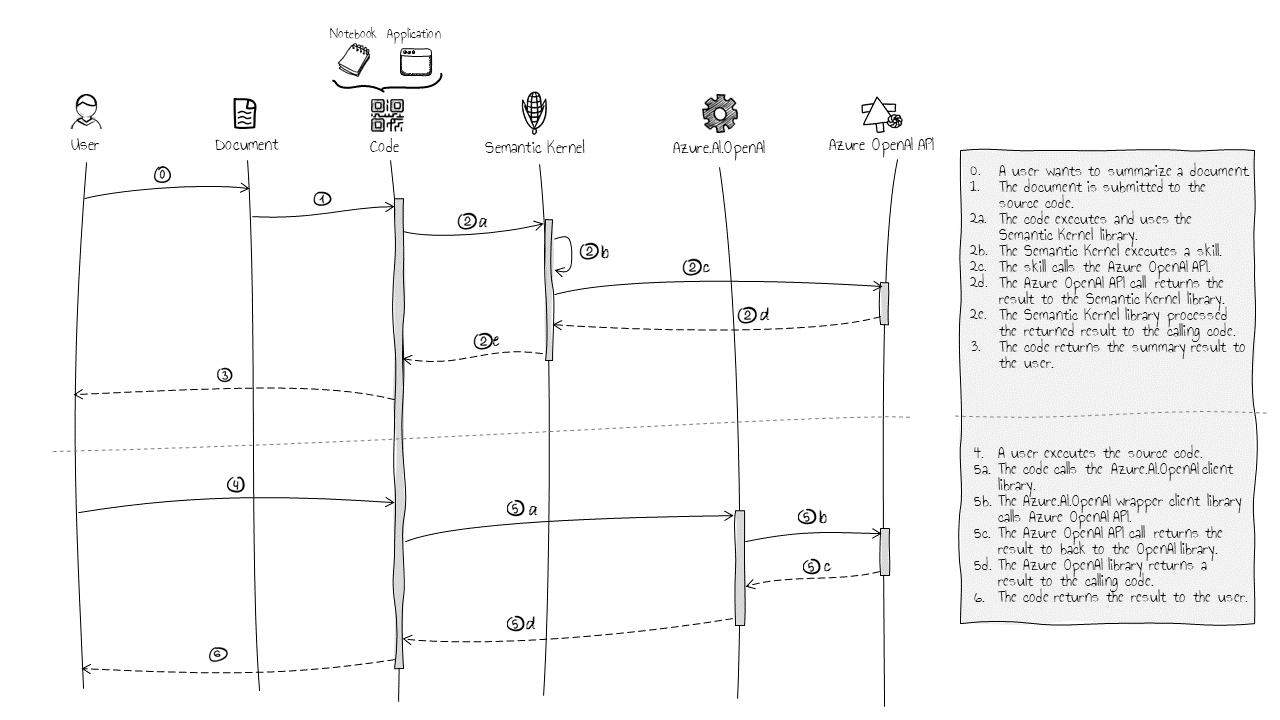 Notebook Application
User
Document
Code
Semantic Kernel
Azure.AI.OpenAI
Azure OpenAI API
0
1
2a
2b
2c
2d
2e
3
4
5a
5b
5c
5d
6
0. A user wants to summarize a document
1. The document is submitted to the
source code.
2a. The code executes and uses the
Semantic Kernel library.
2b. The Semantic Kernel executes a skill.
2c. The skill calls the Azure OpenAI API.
2d. The Azure OpenAI API call returns the
result to the Semantic Kernel library.
2e. The Semantic Kernel library processed
the returned result to the calling code.
3. The code returns the summary result to
the user.
4. A user executes the source code.
5a. The code calls the Azure.AI.OpenAI client
library.
5b. The Azure.AI.OpenAI wrapper client library
calls Azure OpenAI API.
5c. The Azure OpenAI API call returns the
result to back to the OpenAI library.
5d. The Azure OpenAI library returns a
result to the calling code.
6. The code returns the result to the user.